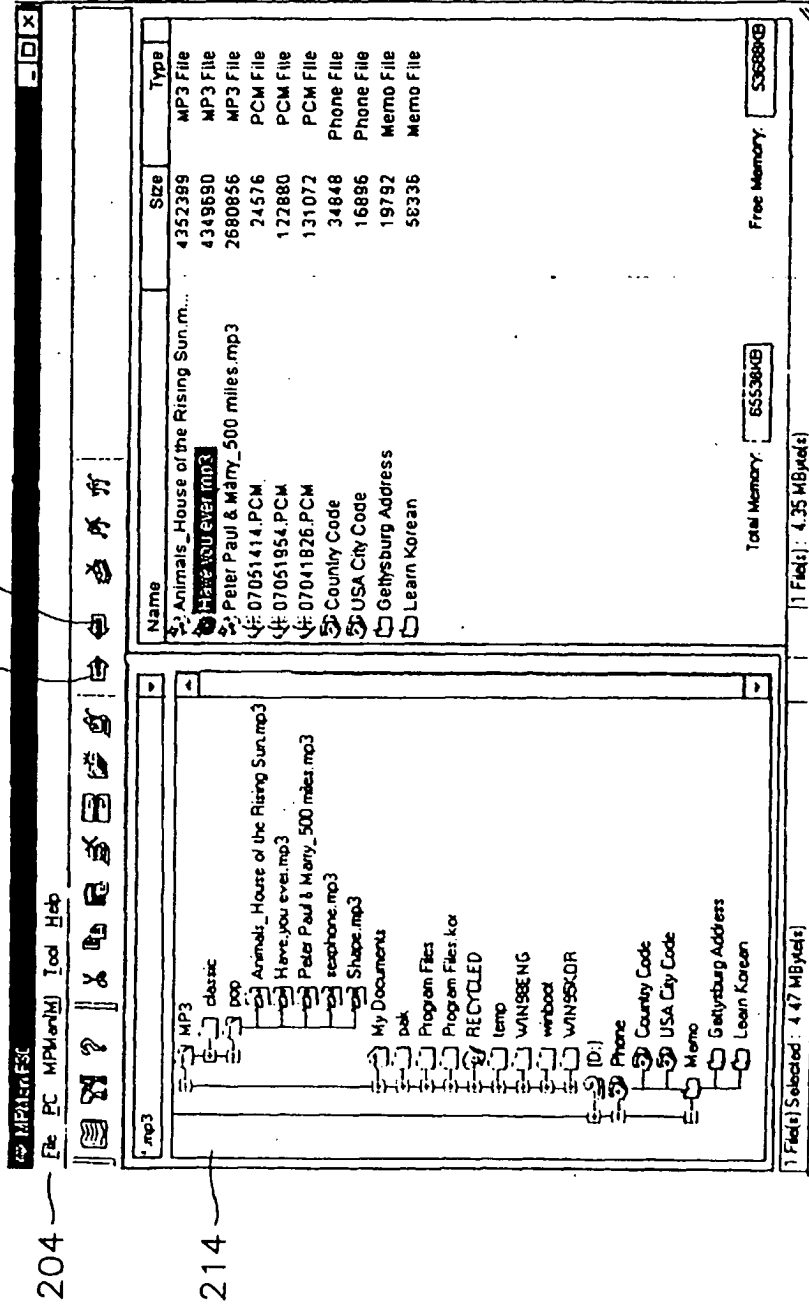 204
MPMan F30
File PC MPMan(M) Tool Help
214
*.mp3
MP3
classic
pop
Animals_House of the Rising Sun.mp3
Have.you ever.mp3
Peter Paul & Marry_500 miles.mp3
sexphone.mp3
Shape.mp3
My Documents
pak
Program Files
Program Files.kor
RECYCLED
temp
WIN98ENG
winboot
WIN95KOR
[D:]
Phone
Country Code
USA City Code
Memo
Gettysburg Address
Learn Korean
Name Size Type
Animals_House of the Rising Sun.m... 4352399 MP3 File
Have you ever.mp3 4349690 MP3 File
Peter Paul & Marry_500 miles.mp3 2680856 MP3 File
07051414.PCM 24576 PCM File
07051954.PCM 122880 PCM File
07041826.PCM 131072 PCM File
Country Code 34848 Phone File
USA City Code 16896 Phone File
Gettysburg Address 19792 Memo File
Learn Korean 58336 Memo File
Total Memory: 65538KB Free Memory: 53688KB
1 File(s) Selected: 4.47 MByte(s) 1 File(s): 4.35 MByte(s)